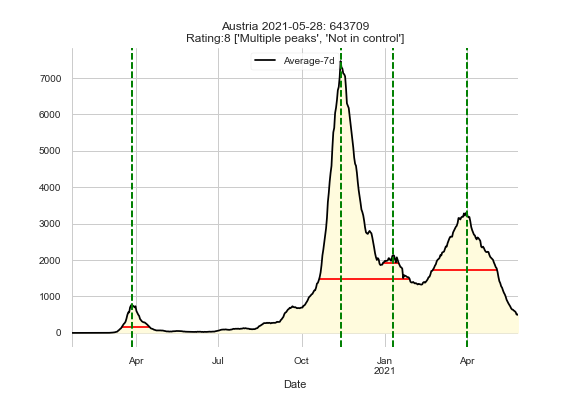 Austria 2021-05-28: 643709
Rating:8 ['Multiple peaks', 'Not in control']
Average-7d
7000
6000
5000
4000
3000
2000
1000
0
Apr Jul Oct Jan Apr
2021
Date